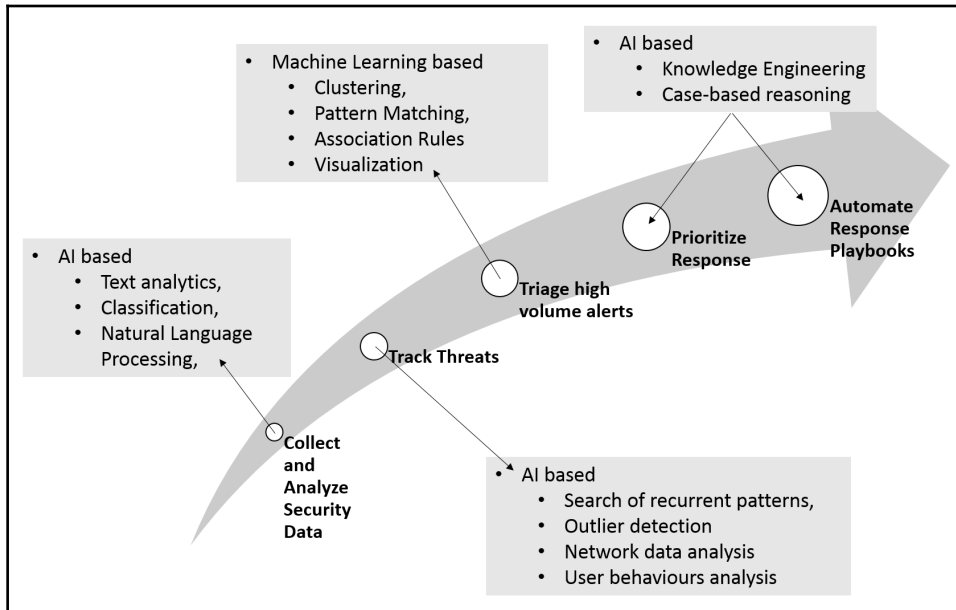 • AI based
• Knowledge Engineering
• Case-based reasoning
• Machine Learning based
• Clustering,
• Pattern Matching,
• Association Rules
• Visualization
• AI based
• Text analytics,
• Classification,
• Natural Language
Processing,
Automate
Response
Playbooks
Prioritize
Response
Triage high
volume alerts
Track Threats
Collect
and
Analyze
Security
Data
• AI based
• Search of recurrent patterns,
• Outlier detection
• Network data analysis
• User behaviours analysis